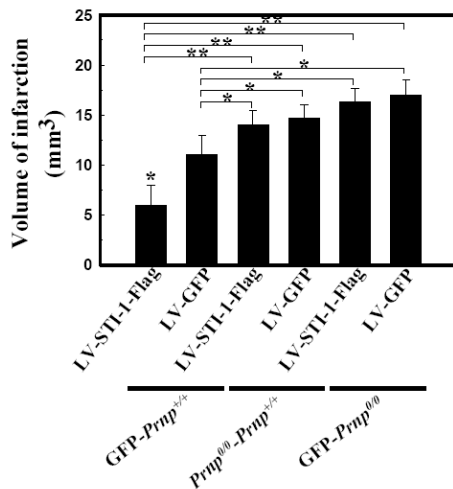 Volume of infarction
(mm³)
25
20
15
10
5
0
**
**
**
**
*
*
*
*
*
LV-STI-1-Flag
LV-GFP
LV-STI-1-Flag
LV-GFP
LV-STI-1-Flag
LV-GFP
GFP-Prnp+/+
Prnp0/0-Prnp+/+
GFP-Prnp0/0